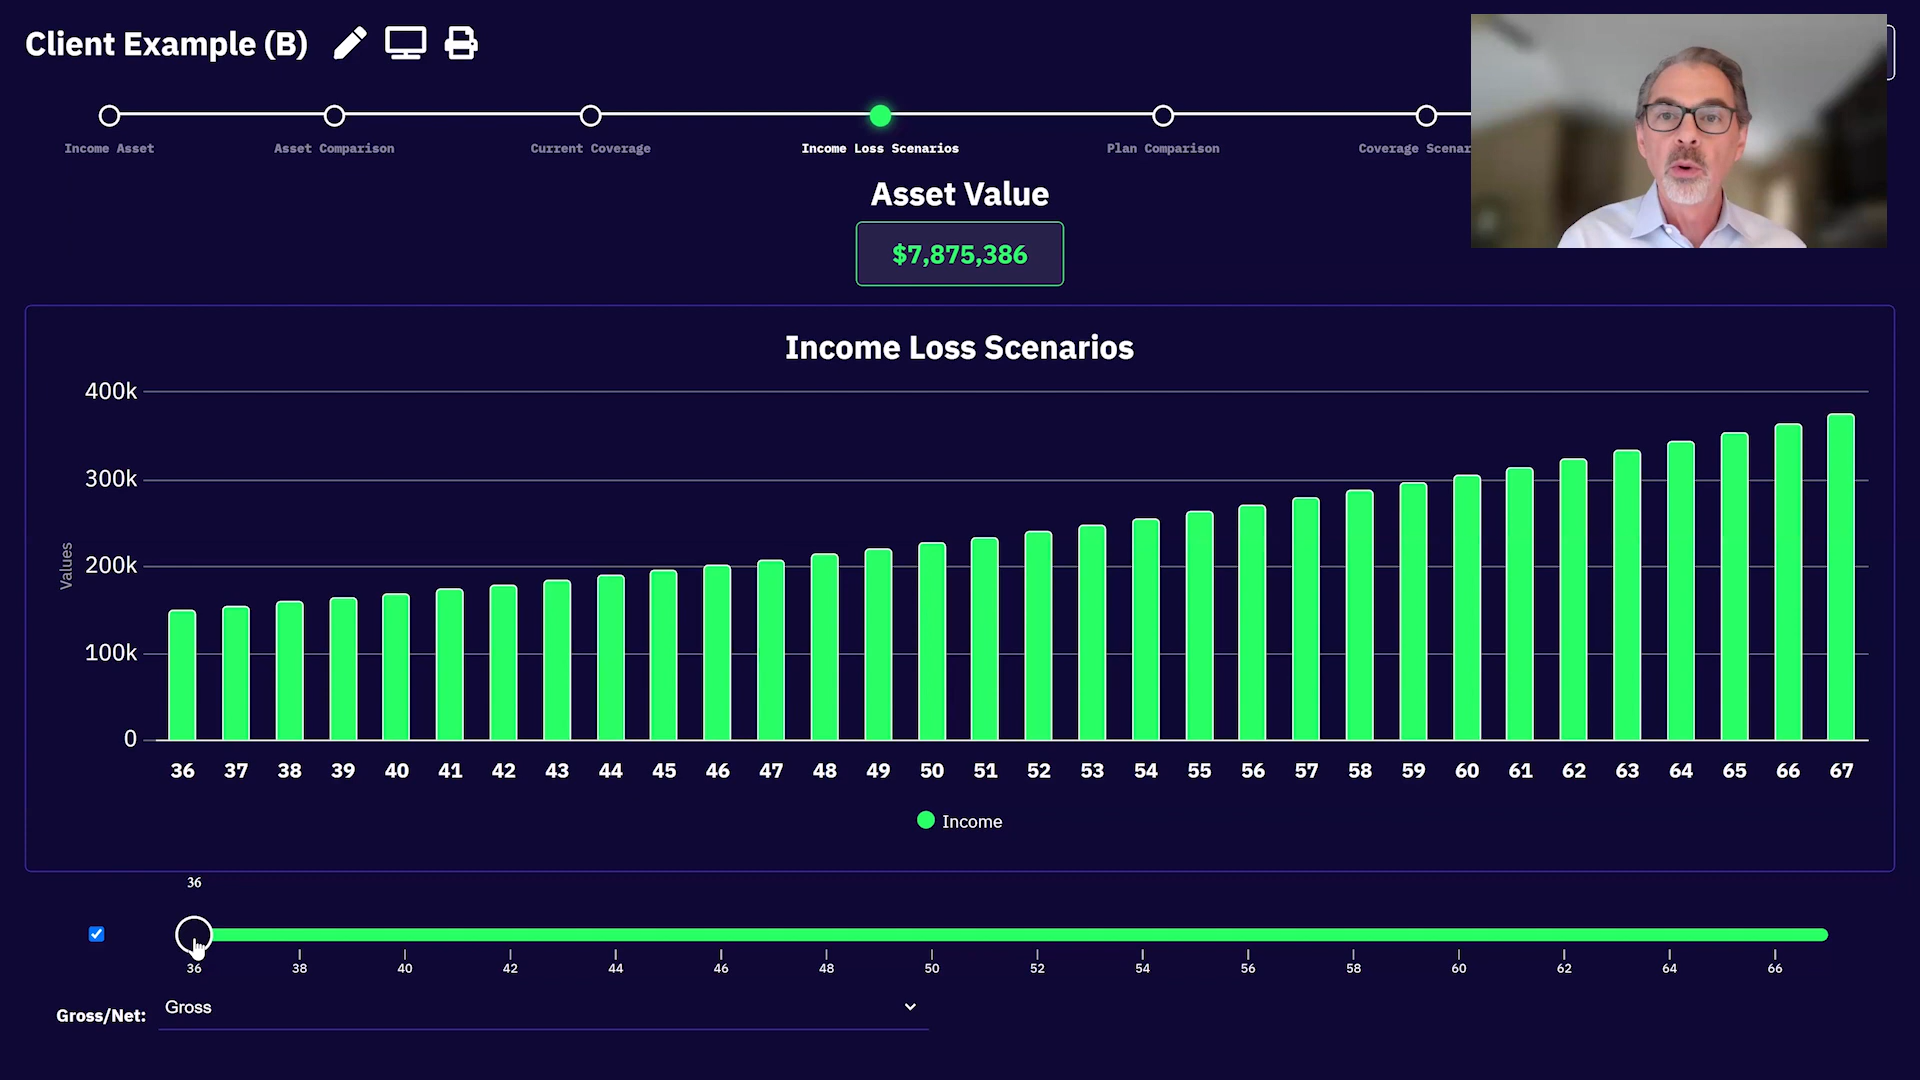 Client Example (B)
Income Asset
Asset Comparison
Current Coverage
Income Loss Scenarios
Plan Comparison
Coverage Scenar
Asset Value
$7,875,386
Income Loss Scenarios
400k
300k
200k
100k
0
Values
36 37 38 39 40 41 42 43 44 45 46 47 48 49 50 51 52 53 54 55 56 57 58 59 60 61 62 63 64 65 66 67
Income
36
36 38 40 42 44 46 48 50 52 54 56 58 60 62 64 66
Gross/Net: Gross